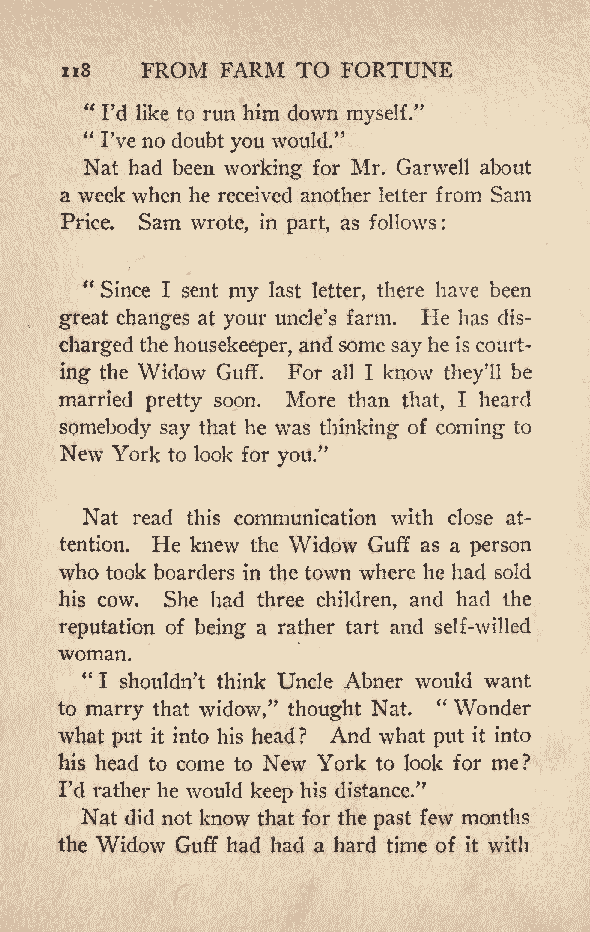 118 FROM FARM TO FORTUNE
“ I’d like to run him down myself.”
“ I’ve no doubt you would.”
Nat had been working for Mr. Garwell about
a week when he received another letter from Sam
Price. Sam wrote, in part, as follows:
“ Since I sent my last letter, there have been
great changes at your uncle’s farm. He has dis-
charged the housekeeper, and some say he is court-
ing the Widow Guff. For all I know they’ll be
married pretty soon. More than that, I heard
somebody say that he was thinking of coming to
New York to look for you.”
Nat read this communication with close at-
tention. He knew the Widow Guff as a person
who took boarders in the town where he had sold
his cow. She had three children, and had the
reputation of being a rather tart and self-willed
woman.
“ I shouldn’t think Uncle Abner would want
to marry that widow,” thought Nat. “ Wonder
what put it into his head? And what put it into
his head to come to New York to look for me?
I’d rather he would keep his distance.”
Nat did not know that for the past few months
the Widow Guff had had a hard time of it with